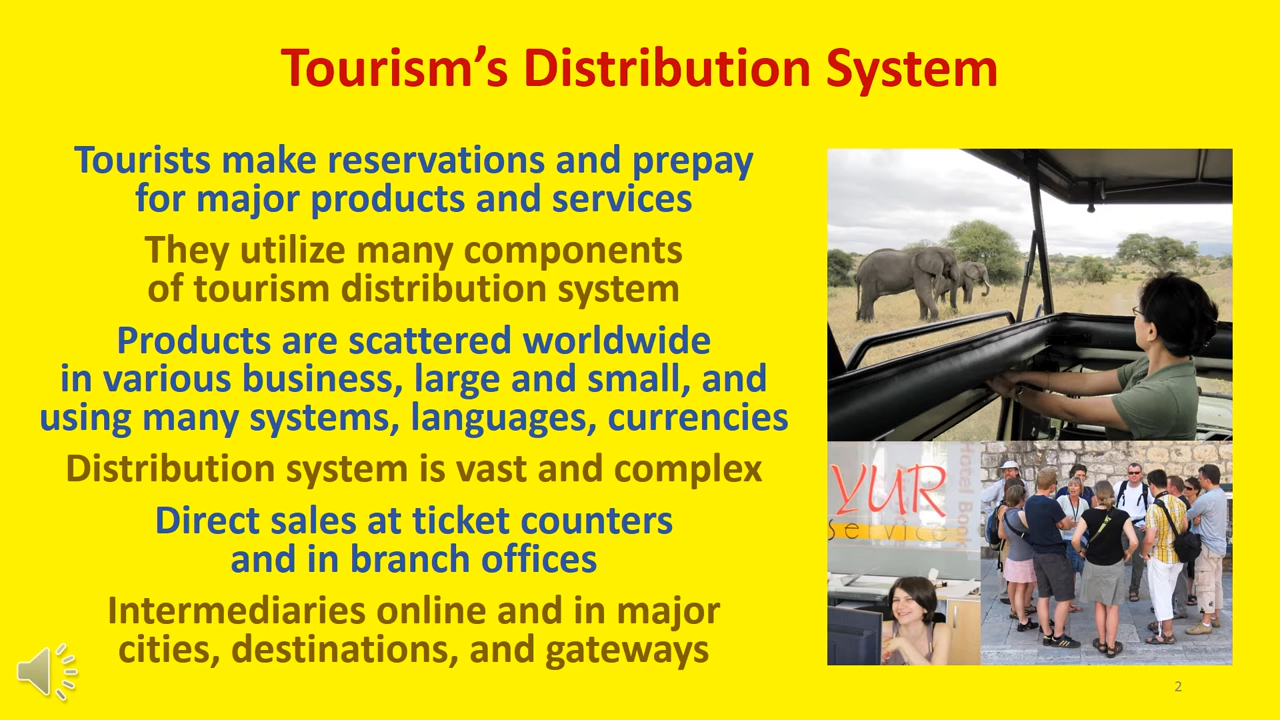 Tourism’s Distribution System
Tourists make reservations and prepay
for major products and services
They utilize many components
of tourism distribution system
Products are scattered worldwide
in various business, large and small, and
using many systems, languages, currencies
Distribution system is vast and complex
Direct sales at ticket counters
and in branch offices
Intermediaries online and in major
cities, destinations, and gateways
YUR
service
2